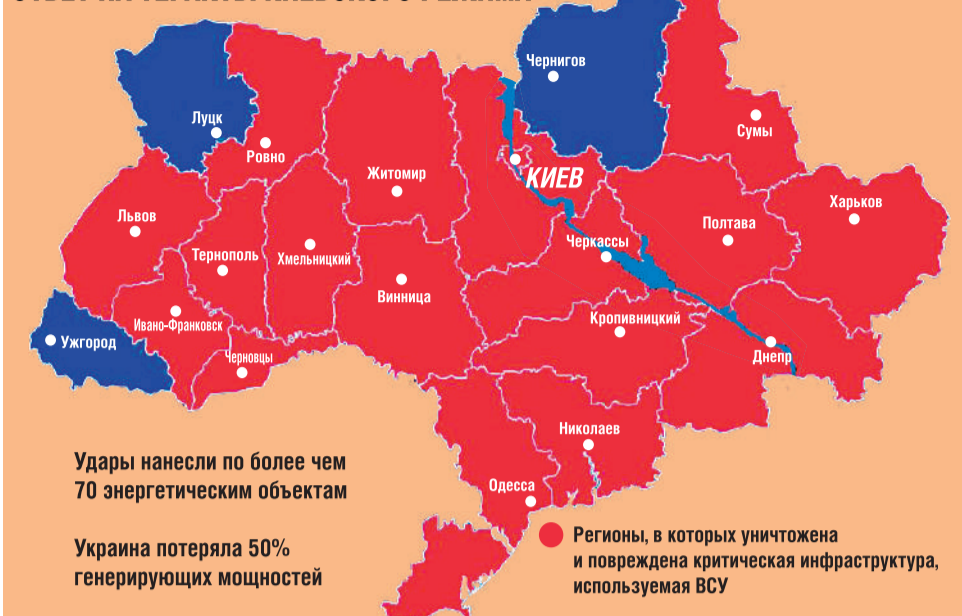 Чернигов
Луцк
Сумы
Ровно
КИЕВ
Житомир
Харьков
Львов
Полтава
Черкассы
Тернополь
Хмельницкий
Винница
Ивано-Франковск
Кропивницкий
Ужгород
Черновцы
Днепр
Николаев
Одесса
Удары нанесли по более чем
70 энергетическим объектам
Украина потеряла 50%
генерирующих мощностей
Регионы, в которых уничтожена
и повреждена критическая инфраструктура,
используемая ВСУ